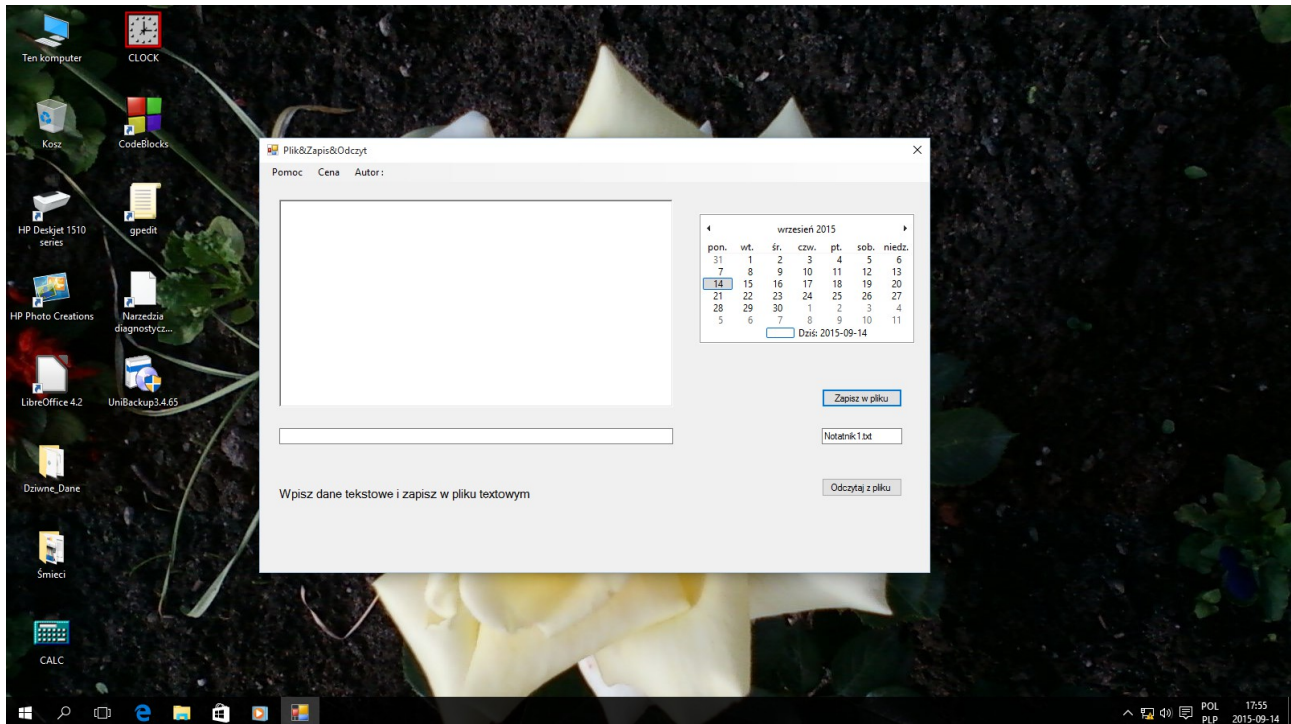 Ten komputer
CLOCK
Kosz
CodeBlocks
HP Deskjet 1510
series
gpedit
HP Photo Creations
Narzedzia
diagnostycz...
LibreOffice 4.2
UniBackup3.4.65
Dziwne_Dane
Śmieci
CALC
Plik&Zapis&Odczyt
Pomoc Cena Autor :
wrzesień 2015
pon. wt. śr. czw. pt. sob. niedz.
31 1 2 3 4 5 6
7 8 9 10 11 12 13
14 15 16 17 18 19 20
21 22 23 24 25 26 27
28 29 30 1 2 3 4
5 6 7 8 9 10 11
Dziś: 2015-09-14
Zapisz w pliku
Notatnik1.txt
Wpisz dane tekstowe i zapisz w pliku textowym
Odczytaj z pliku
POL 17:55
PLP 2015-09-14